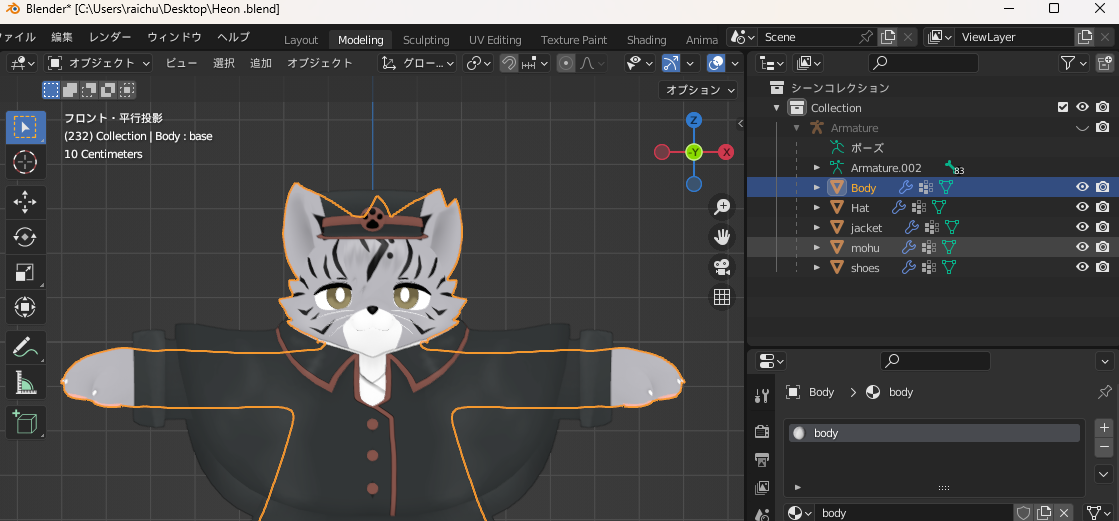 Blender* [C:\Users\raichu\Desktop\Heon .blend]
ァイル 編集 レンダー ウィンドウ ヘルプ Layout Modeling Sculpting UV Editing Texture Paint Shading Anima Scene ViewLayer
オブジェクト ビュー 選択 追加 オブジェクト グロー...
オプション
フロント・平行投影
(232) Collection | Body : base
10 Centimeters
Z
-Y
X
シーンコレクション
Collection
Armature
ポーズ
Armature.002 83
Body
Hat
jacket
mohu
shoes
Body > body
body
body